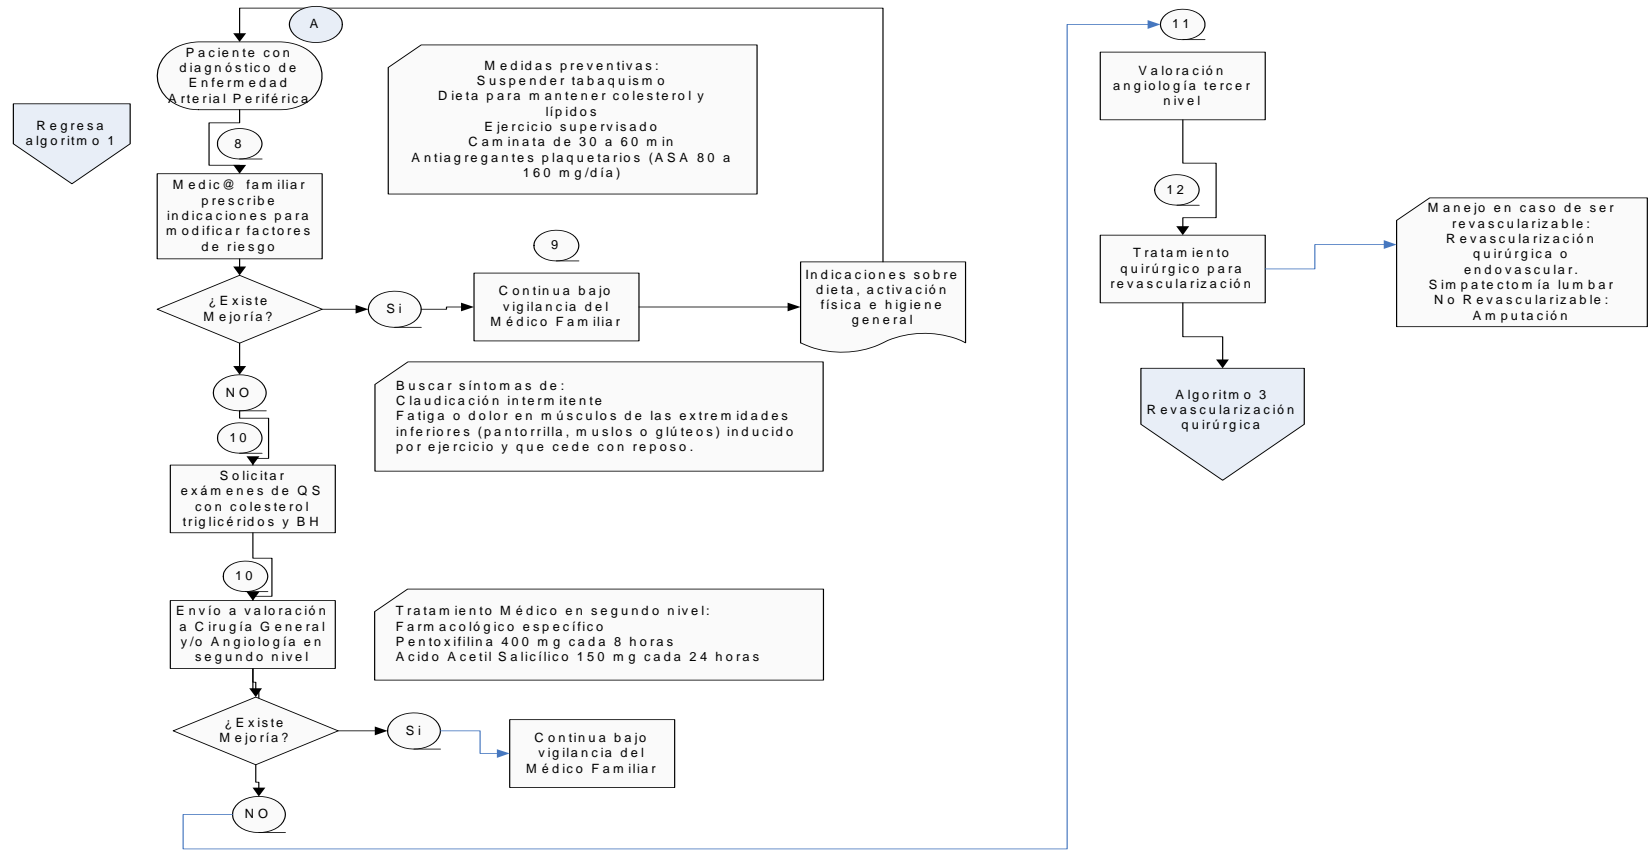 A
Paciente con
diagnóstico de
Enfermedad
Arterial Periférica
Regresa
algoritmo 1
8
Medic@ familiar
prescribe
indicaciones para
modificar factores
de riesgo
Medidas preventivas:
Suspender tabaquismo
Dieta para mantener colesterol y
lípidos
Ejercicio supervisado
Caminata de 30 a 60 min
Antiagregantes plaquetarios (ASA 80 a
160 mg/día)
¿Existe
Mejoría?
Si
9
Continua bajo
vigilancia del
Médico Familiar
Indicaciones sobre
dieta, activación
física e higiene
general
NO
10
Buscar síntomas de:
Claudicación intermitente
Fatiga o dolor en músculos de las extremidades
inferiores (pantorrilla, muslos o glúteos) inducido
por ejercicio y que cede con reposo.
Solicitar
exámenes de QS
con colesterol
triglicéridos y BH
10
Envío a valoración
a Cirugía General
y/o Angiología en
segundo nivel
Tratamiento Médico en segundo nivel:
Farmacológico específico
Pentoxifilina 400 mg cada 8 horas
Acido Acetil Salicílico 150 mg cada 24 horas
¿Existe
Mejoría?
Si
Continua bajo
vigilancia del
Médico Familiar
NO
11
Valoración
angiología tercer
nivel
12
Tratamiento
quirúrgico para
revascularización
Manejo en caso de ser
revascularizable:
Revascularización
quirúrgica o
endovascular.
Simpatectomía lumbar
No Revascularizable:
Amputación
Algoritmo 3
Revascularización
quirúrgica